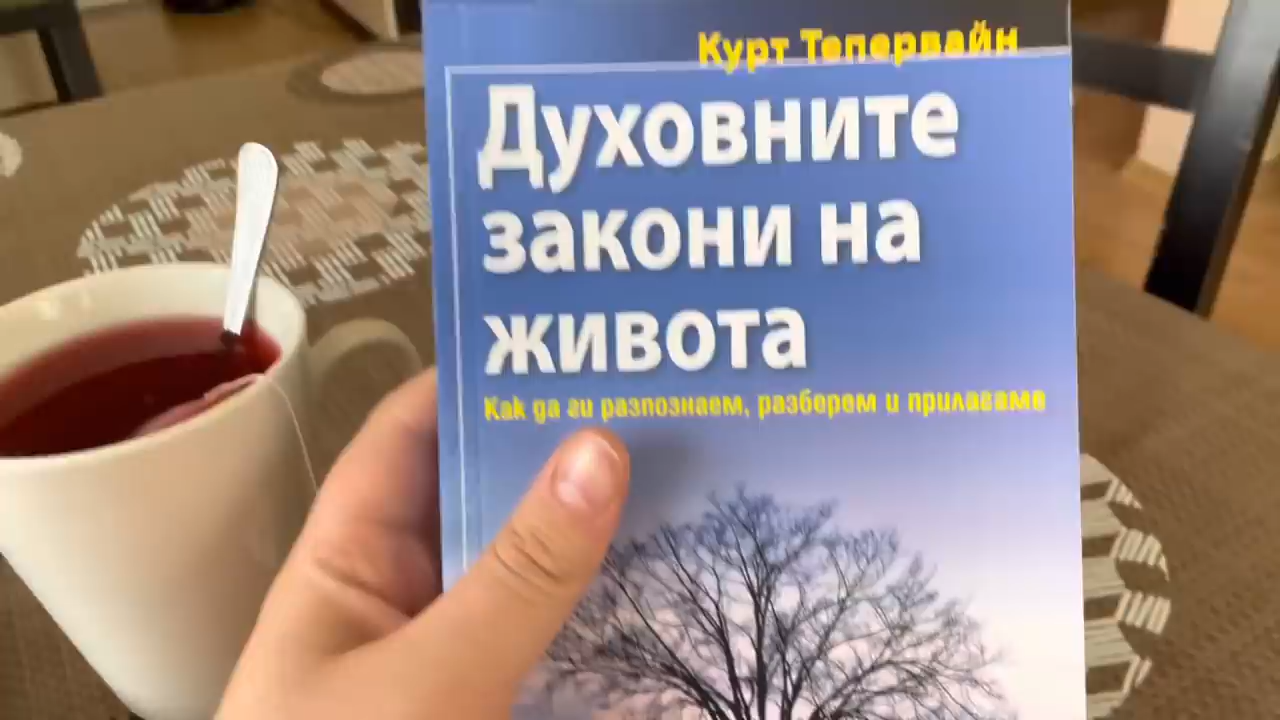 Курт Тепервайн
Духовните
закони на
живота
Как да ги разпознаем, разберем и прилагаме